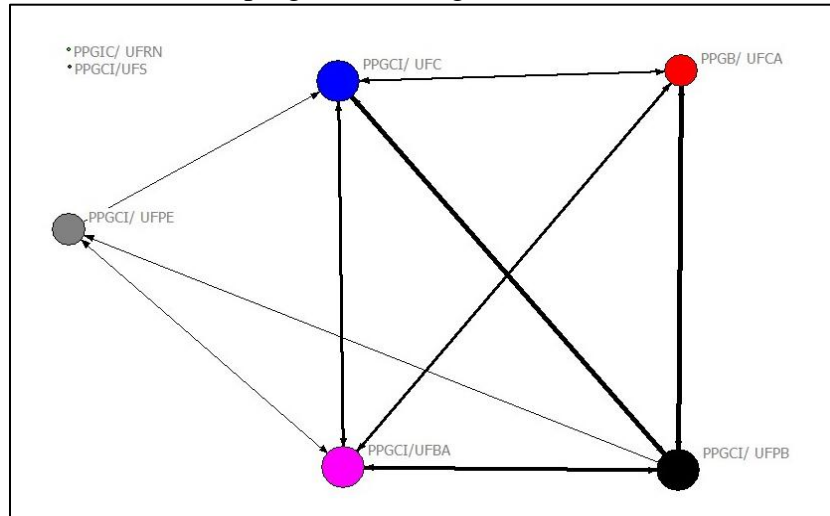 PPGIC/ UFRN
PPGCI/UFS
PPGCI/ UFC
PPGB/ UFCA
PPGCI/ UFPE
PPGCI/UFBA
PPGCI/ UFPB